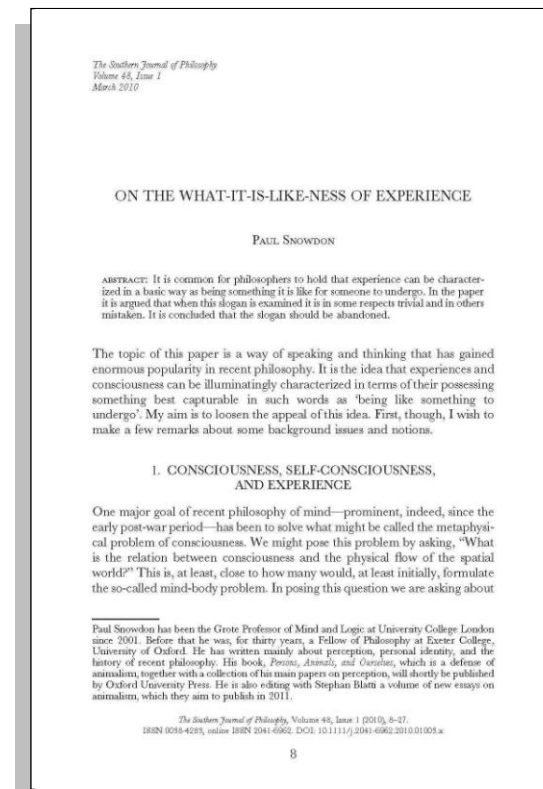 The Southern Journal of Philosophy
Volume 48, Issue 1
March 2010
ON THE WHAT-IT-IS-LIKE-NESS OF EXPERIENCE
PAUL SNOWDON
ABSTRACT: It is common for philosophers to hold that experience can be character-
ized in a basic way as being something it is like for someone to undergo. In the paper
it is argued that when this slogan is examined it is in some respects trivial and in others
mistaken. It is concluded that the slogan should be abandoned.
The topic of this paper is a way of speaking and thinking that has gained
enormous popularity in recent philosophy. It is the idea that experiences and
consciousness can be illuminatingly characterized in terms of their possessing
something best capturable in such words as ‘being like something to
undergo’. My aim is to loosen the appeal of this idea. First, though, I wish to
make a few remarks about some background issues and notions.
1. CONSCIOUSNESS, SELF-CONSCIOUSNESS,
AND EXPERIENCE
One major goal of recent philosophy of mind—prominent, indeed, since the
early post-war period—has been to solve what might be called the metaphysi-
cal problem of consciousness. We might pose this problem by asking, “What
is the relation between consciousness and the physical flow of the spatial
world?” This is, at least, close to how many would, at least initially, formulate
the so-called mind-body problem. In posing this question we are asking about
Paul Snowdon has been the Grote Professor of Mind and Logic at University College London
since 2001. Before that he was, for thirty years, a Fellow of Philosophy at Exeter College,
University of Oxford. He has written mainly about perception, personal identity, and the
history of recent philosophy. His book, Persons, Animals, and Ourselves, which is a defense of
animalism, together with a collection of his main papers on perception, will shortly be published
by Oxford University Press. He is also editing with Stephan Blatti a volume of new essays on
animalism, which they aim to publish in 2011.
The Southern Journal of Philosophy, Volume 48, Issue 1 (2010), 8–27.
ISSN 0038-4283, online ISSN 2041-6962. DOI: 10.1111/j.2041-6962.2010.01003.x
8